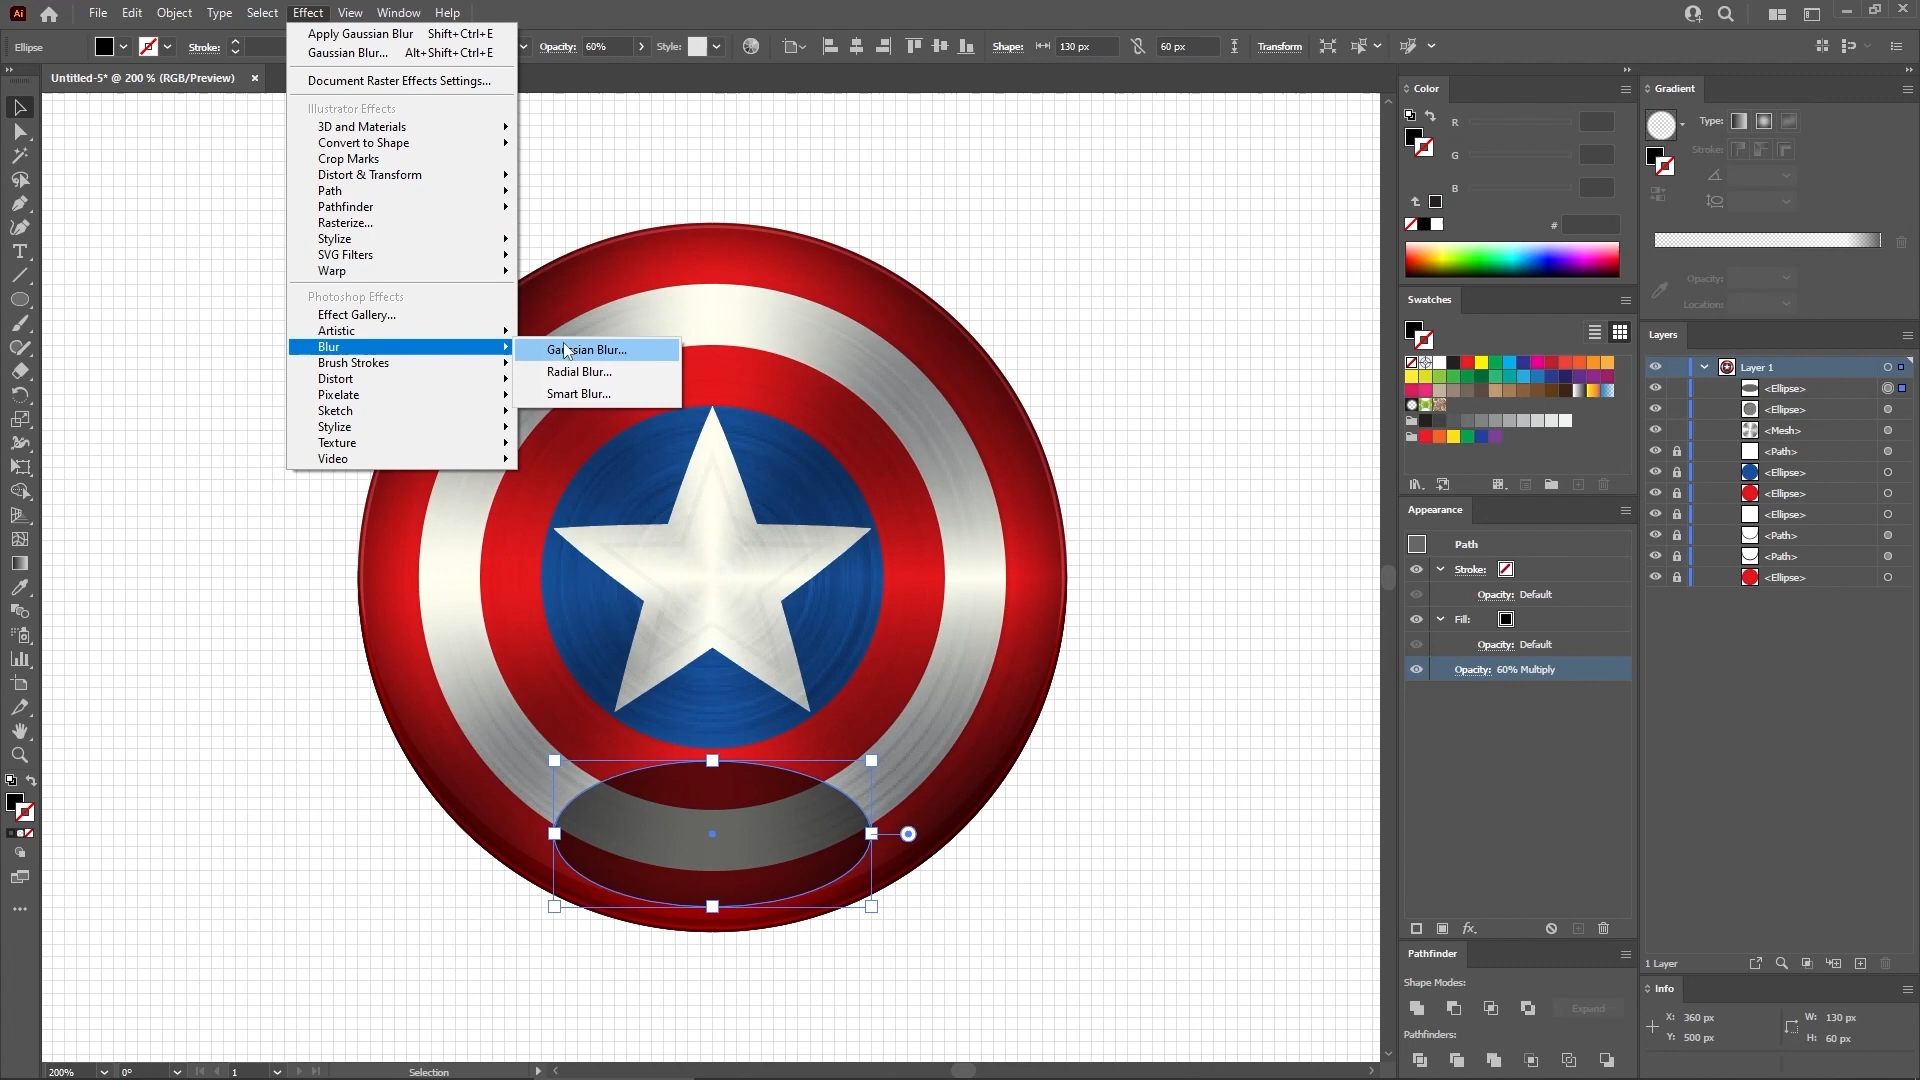 Ai File Edit Object Type Select Effect View Window Help
Ellipse Stroke: Opacity: 60% Style: Shape: 130 px 60 px Transform
Untitled-5* @ 200 % (RGB/Preview) ×
Apply Gaussian Blur Shift+Ctrl+E
Gaussian Blur... Alt+Shift+Ctrl+E
Document Raster Effects Settings...
Illustrator Effects
3D and Materials
Convert to Shape
Crop Marks
Distort & Transform
Path
Pathfinder
Rasterize...
Stylize
SVG Filters
Warp
Photoshop Effects
Effect Gallery...
Artistic
Blur
Brush Strokes
Distort
Pixelate
Sketch
Stylize
Texture
Video
Gaussian Blur...
Radial Blur...
Smart Blur...
Color
R
G
B
#
Swatches
Appearance
Path
Stroke:
Opacity: Default
Fill:
Opacity: Default
Opacity: 60% Multiply
fx.
Pathfinder
Shape Modes:
Expand
Pathfinders:
Gradient
Type:
Stroke:
Opacity:
Location:
Layers
Layer 1
<Ellipse>
<Ellipse>
<Mesh>
<Path>
<Ellipse>
<Ellipse>
<Ellipse>
<Path>
<Path>
<Ellipse>
1 Layer
Info
X: 360 px W: 130 px
Y: 500 px H: 60 px
200% 0° 1 Selection